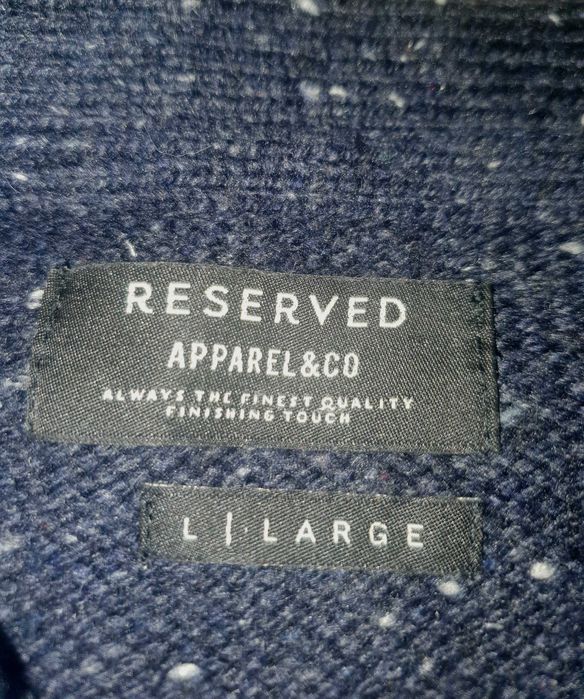 RESERVED
APPAREL&CO
ALWAYS THE FINEST QUALITY
FINISHING TOUCH
L | LARGE